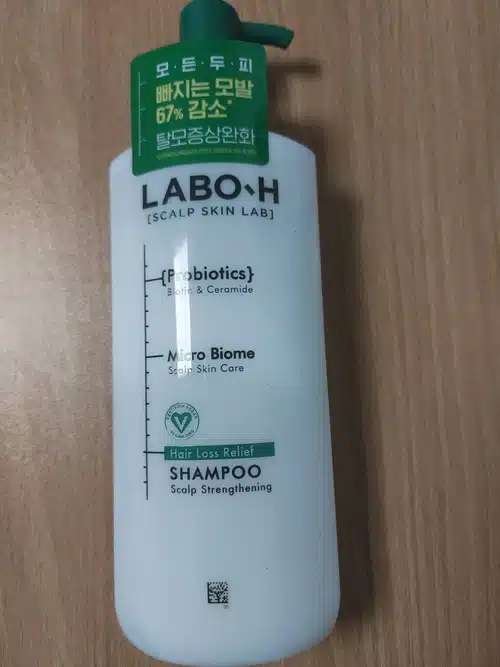 모·든·두·피
빠지는 모발
67% 감소*
탈모증상완화
LABO-H
[SCALP SKIN LAB]
{Probiotics}
Biotin & Ceramide
Micro Biome
Scalp Skin Care
Hair Loss Relief
SHAMPOO
Scalp Strengthening